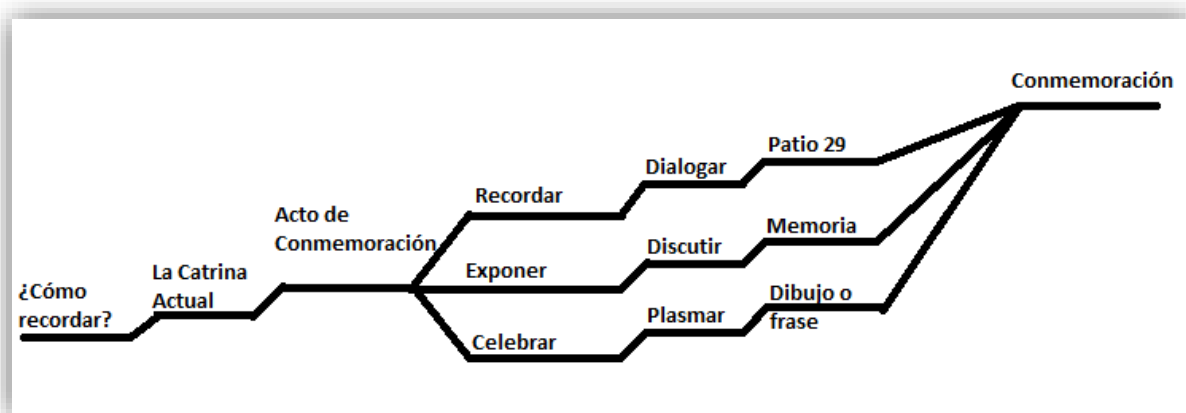 ¿Cómo
recordar?
La Catrina
Actual
Acto de
Conmemoración
Recordar
Dialogar
Patio 29
Exponer
Discutir
Memoria
Celebrar
Plasmar
Dibujo o
frase
Conmemoración